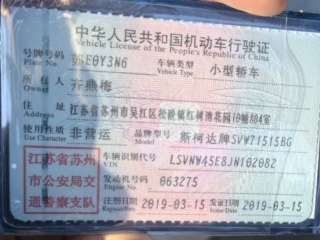 中华人民共和国机动车行驶证
Vehicle License of the People's Republic of China
号牌号码 苏E0Y3N6 车辆类型 小型轿车
Plate No. Vehicle Type
所有人 齐燕梅
Owner
住址 江苏省苏州市吴江区松陵镇红树湾花园10幢804室
Address
使用性质 非营运 品牌型号 斯柯达牌SVW71515BG
Use Character Model
江苏省苏州市公安局交通警察支队
车辆识别代号 LSVNW45E8JN102082
VIN
发动机号码 063275
Engine No.
注册日期 2019-03-15 发证日期 2019-03-15
Register Date Issue Date